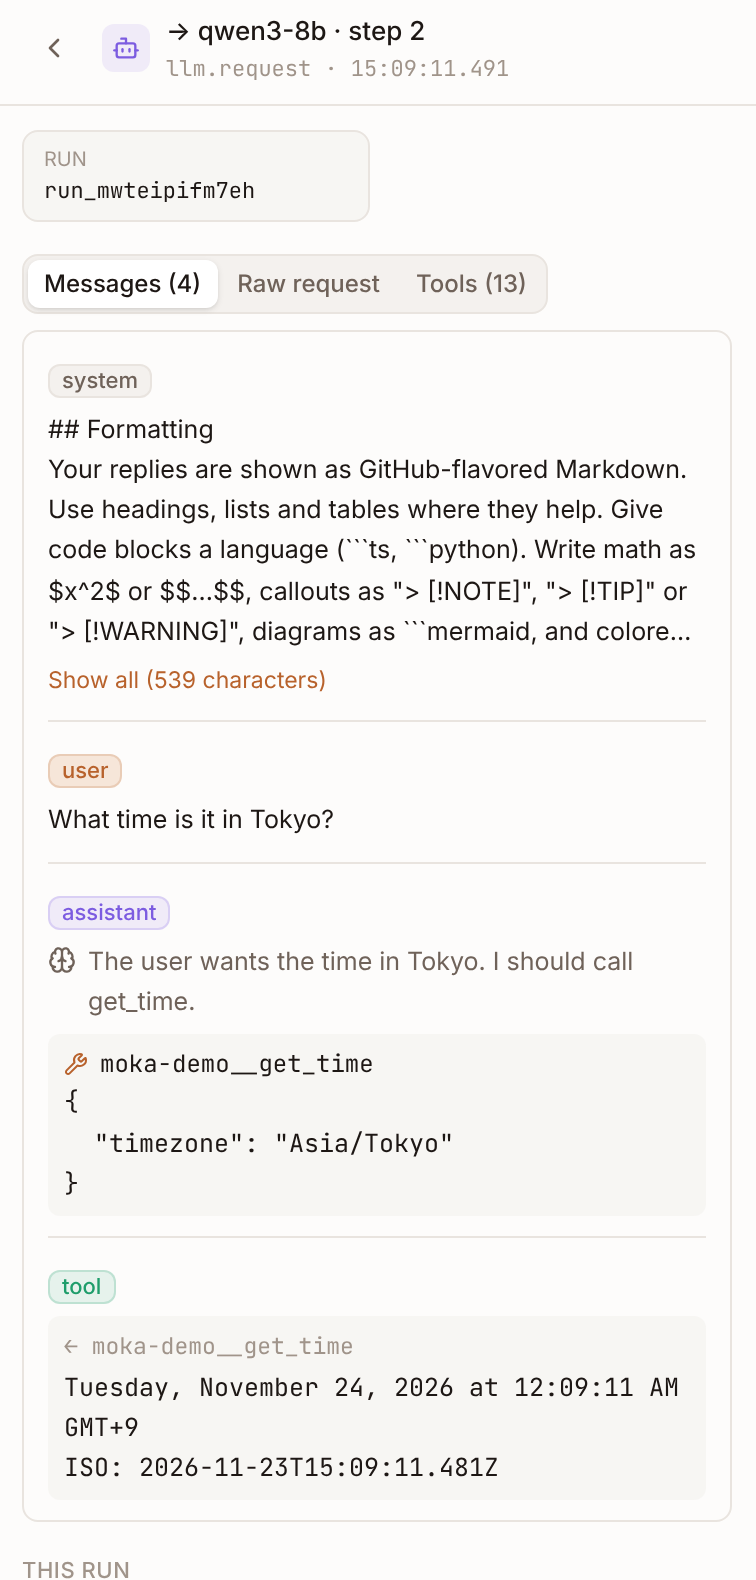 → qwen3-8b · step 2
llm.request · 15:09:11.491
RUN
run_mwteipifm7eh
Messages (4) Raw request Tools (13)
system
## Formatting
Your replies are shown as GitHub-flavored Markdown.
Use headings, lists and tables where they help. Give
code blocks a language (```ts, ```python). Write math as
$x^2$ or $$...$$, callouts as "> [!NOTE]", "> [!TIP]" or
"> [!WARNING]", diagrams as ```mermaid, and colore...
Show all (539 characters)
user
What time is it in Tokyo?
assistant
The user wants the time in Tokyo. I should call
get_time.
moka-demo__get_time
{
"timezone": "Asia/Tokyo"
}
tool
← moka-demo__get_time
Tuesday, November 24, 2026 at 12:09:11 AM
GMT+9
ISO: 2026-11-23T15:09:11.481Z
THIS RUN